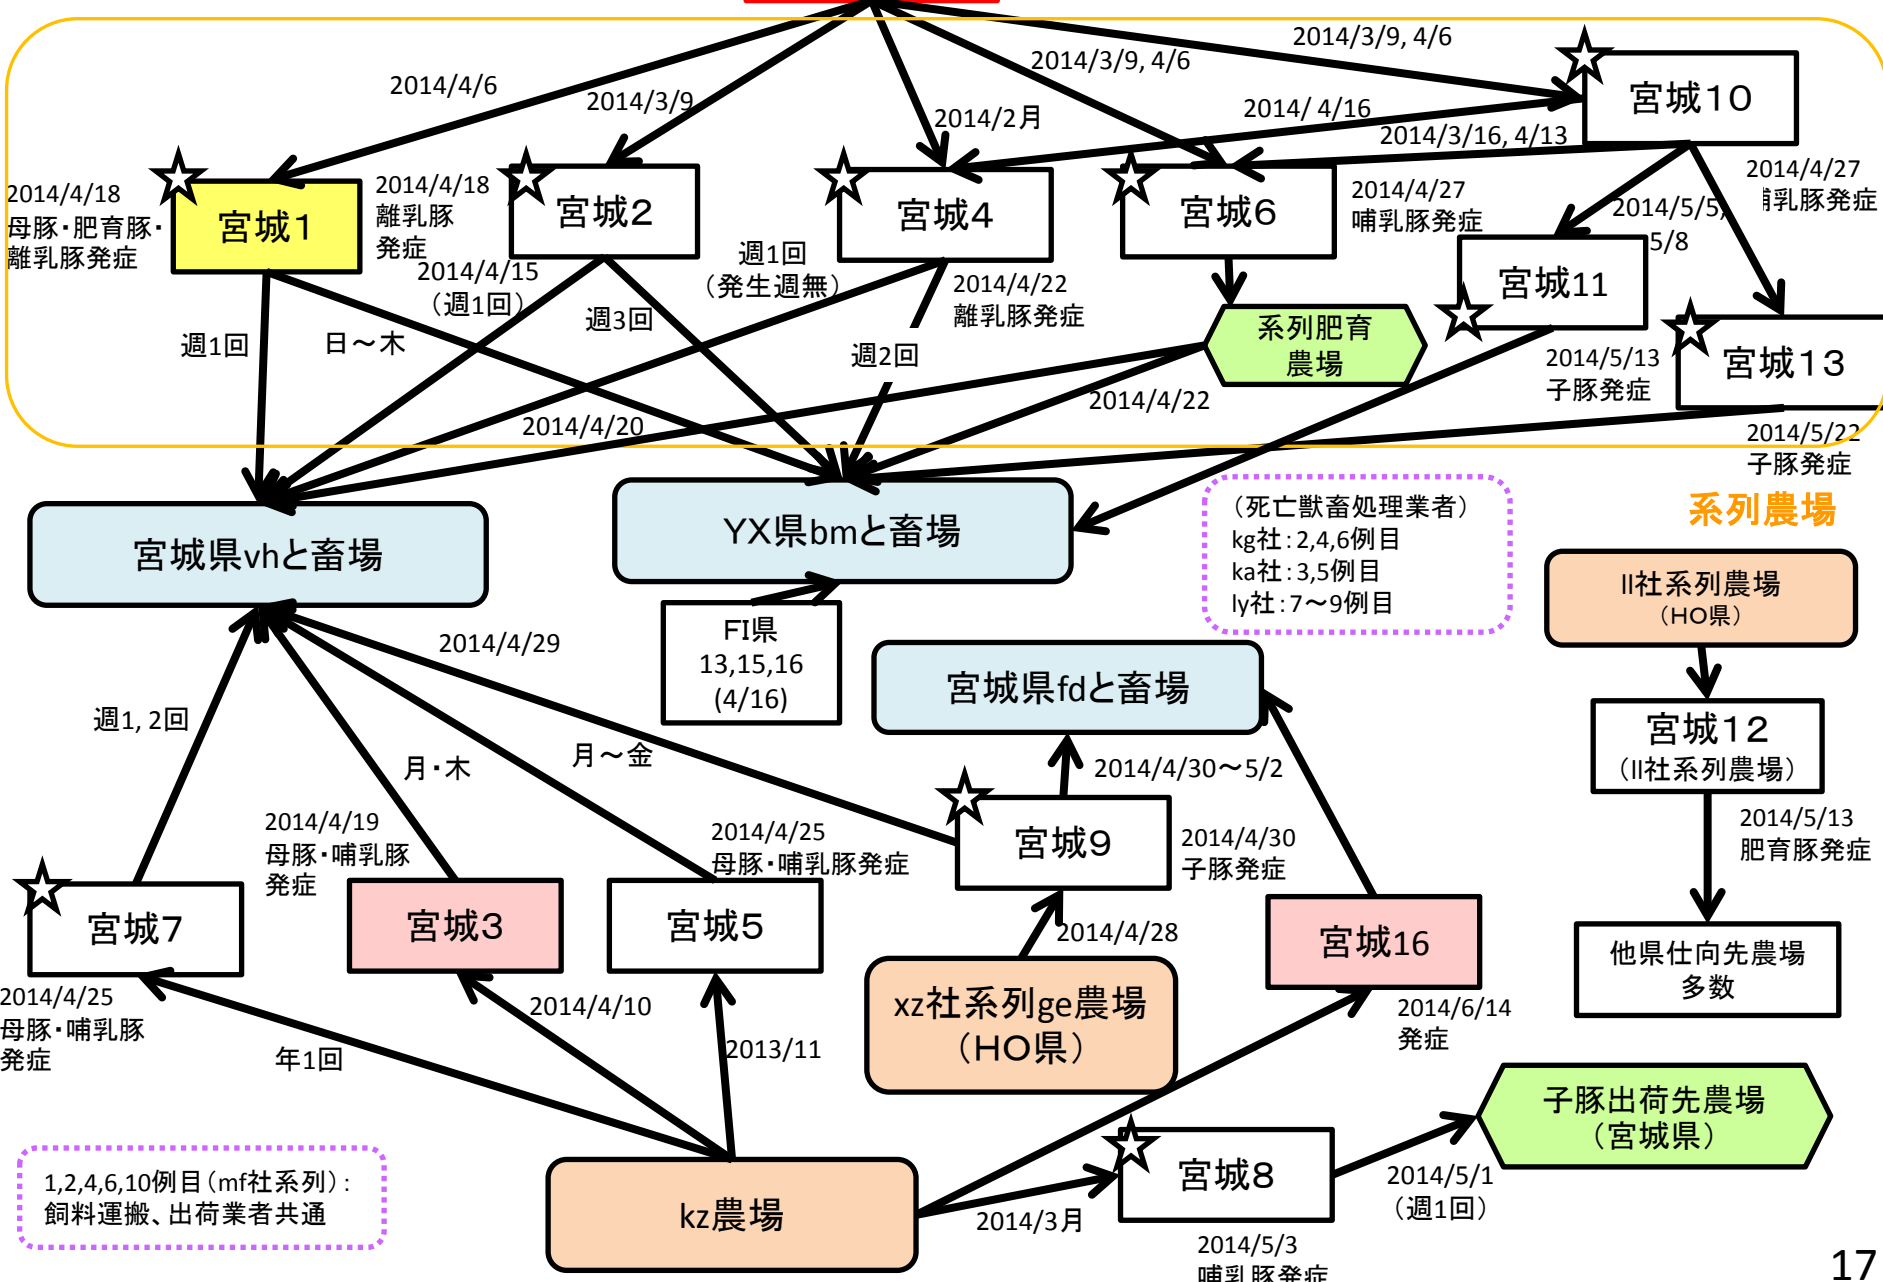 2014/3/9, 4/6
2014/4/6
2014/3/9
2014/3/9, 4/6
2014/2月
2014/ 4/16
2014/3/16, 4/13
宮城10
2014/4/27
哺乳豚発症
2014/4/18
母豚・肥育豚・
離乳豚発症
宮城1
2014/4/18
離乳豚
発症
宮城2
宮城4
宮城6
2014/4/27
哺乳豚発症
2014/5/5,
5/8
宮城11
2014/4/15
（週1回）
週1回
（発生週無）
2014/4/22
離乳豚発症
系列肥育
農場
宮城13
週1回
日～木
週3回
週2回
2014/5/13
子豚発症
2014/4/20
2014/4/22
2014/5/22
子豚発症
系列農場
宮城県vhと畜場
YX県bmと畜場
（死亡獣畜処理業者）
kg社：2,4,6例目
ka社：3,5例目
ly社：7～9例目
ll社系列農場
（HO県）
FI県
13,15,16
(4/16)
2014/4/29
宮城県fdと畜場
週1, 2回
月・木
月～金
2014/4/30～5/2
宮城12
（ll社系列農場）
2014/4/19
母豚・哺乳豚
発症
2014/4/25
母豚・哺乳豚発症
宮城9
2014/4/30
子豚発症
2014/5/13
肥育豚発症
宮城7
宮城3
宮城5
2014/4/28
宮城16
他県仕向先農場
多数
2014/4/25
母豚・哺乳豚
発症
2014/4/10
xz社系列ge農場
（HO県）
2014/6/14
発症
年1回
2013/11
子豚出荷先農場
（宮城県）
1,2,4,6,10例目（mf社系列）：
飼料運搬、出荷業者共通
kz農場
2014/3月
宮城8
2014/5/1
（週1回）
2014/5/3
哺乳豚発症
17